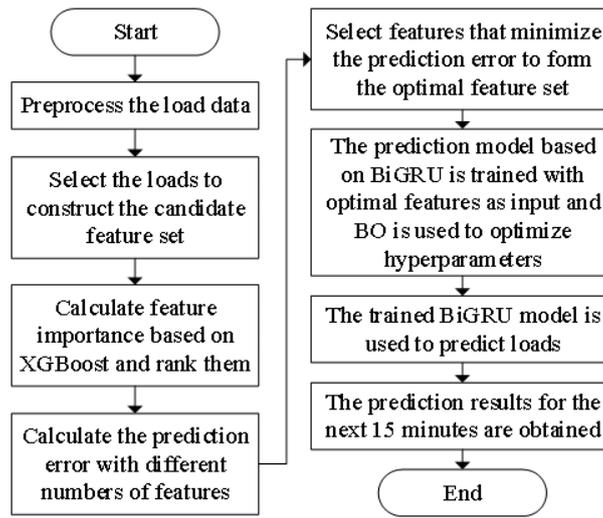 Start
Preprocess the load data
Select the loads to
construct the candidate
feature set
Calculate feature
importance based on
XGBoost and rank them
Calculate the prediction
error with different
numbers of features
Select features that minimize
the prediction error to form
the optimal feature set
The prediction model based
on BiGRU is trained with
optimal features as input and
BO is used to optimize
hyperparameters
The trained BiGRU model is
used to predict loads
The prediction results for the
next 15 minutes are obtained
End